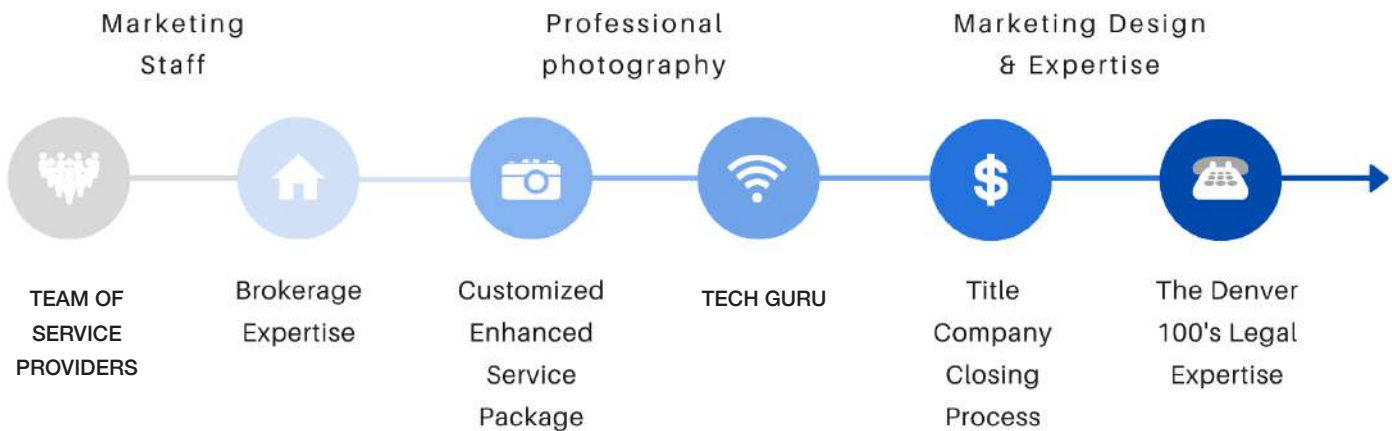 Marketing
Staff
Professional
photography
Marketing Design
& Expertise
$
TEAM OF
SERVICE
PROVIDERS
Brokerage
Expertise
Customized
Enhanced
Service
Package
TECH GURU
Title
Company
Closing
Process
The Denver
100's Legal
Expertise